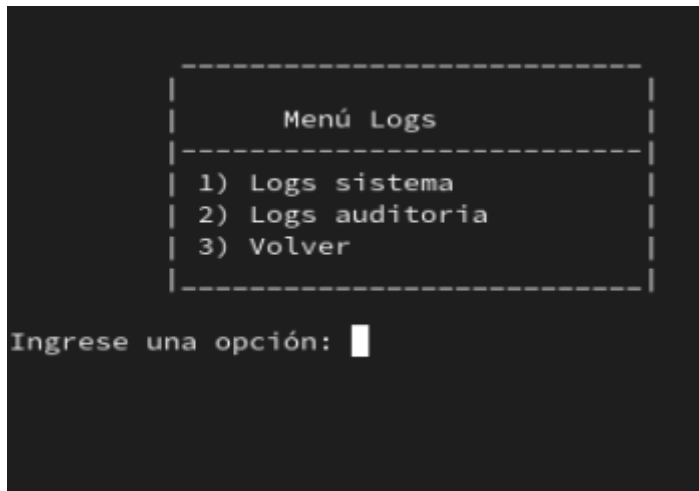 Menú Logs
1) Logs sistema
2) Logs auditoria
3) Volver
Ingrese una opción: